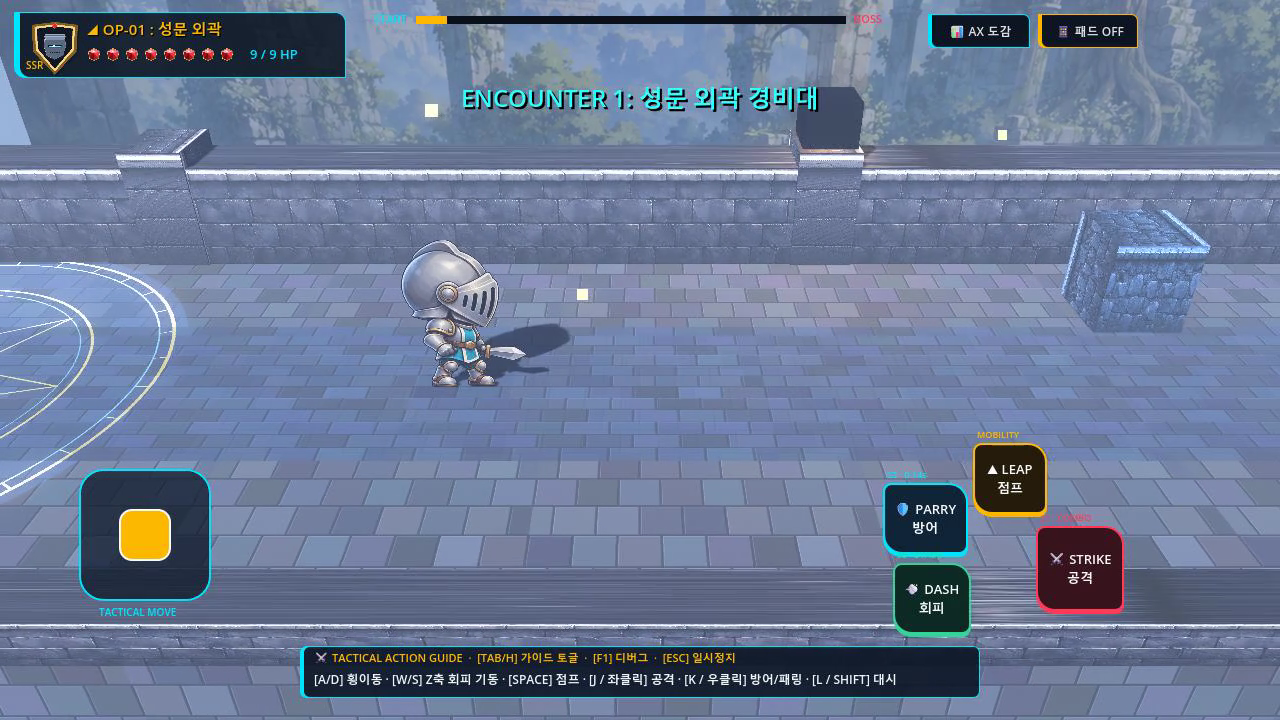 ◢ OP-01 : 성문 외곽
SSR
9 / 9 HP
START
BOSS
📊 AX 도감
패드 OFF
ENCOUNTER 1: 성문 외곽 경비대
MOBILITY
▲ LEAP
점프
PARRY
방어
STRIKE
공격
DASH
회피
TACTICAL MOVE
⚔ TACTICAL ACTION GUIDE · [TAB/H] 가이드 토글 · [F1] 디버그 · [ESC] 일시정지
[A/D] 횡이동 · [W/S] Z축 회피 기동 · [SPACE] 점프 · [J / 좌클릭] 공격 · [K / 우클릭] 방어/패링 · [L / SHIFT] 대시